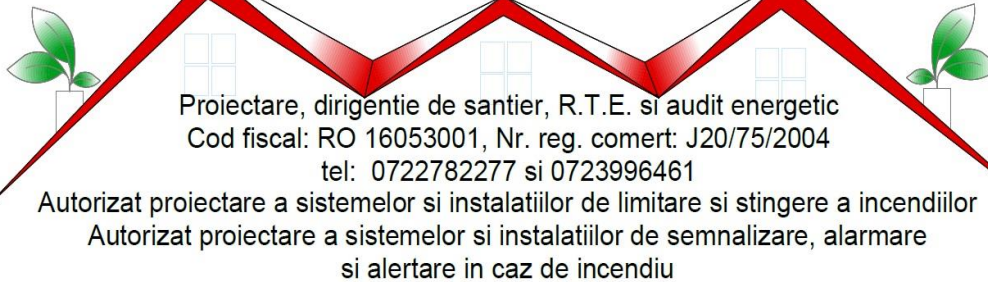 Proiectare, dirigentie de santier, R.T.E. si audit energetic
Cod fiscal: RO 16053001, Nr. reg. comert: J20/75/2004
tel: 0722782277 si 0723996461
Autorizat proiectare a sistemelor si instalatiilor de limitare si stingere a incendiilor
Autorizat proiectare a sistemelor si instalatiilor de semnalizare, alarmare
si alertare in caz de incendiu